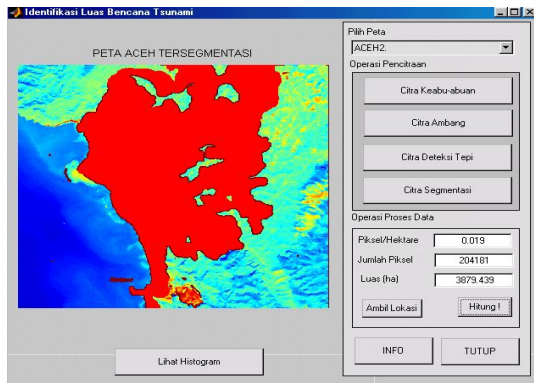 Identifikasi Luas Bencana Tsunami
PETA ACEH TERSEGMENTASI
Lihat Histogram
Pilih Peta
ACEH2.
Operasi Pencitraan
Citra Keabu-abuan
Citra Ambang
Citra Deteksi Tepi
Citra Segmentasi
Operasi Proses Data
Piksel/Hektare 0.019
Jumlah Piksel 204181
Luas (ha) 3879.439
Ambil Lokasi Hitung !
INFO TUTUP